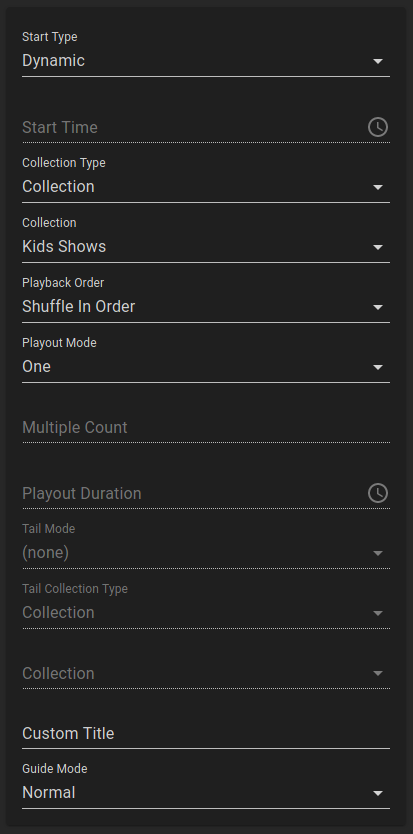 Start Type
Dynamic
Start Time
Collection Type
Collection
Collection
Kids Shows
Playback Order
Shuffle In Order
Playout Mode
One
Multiple Count
Playout Duration
Tail Mode
(none)
Tail Collection Type
Collection
Collection
Custom Title
Guide Mode
Normal